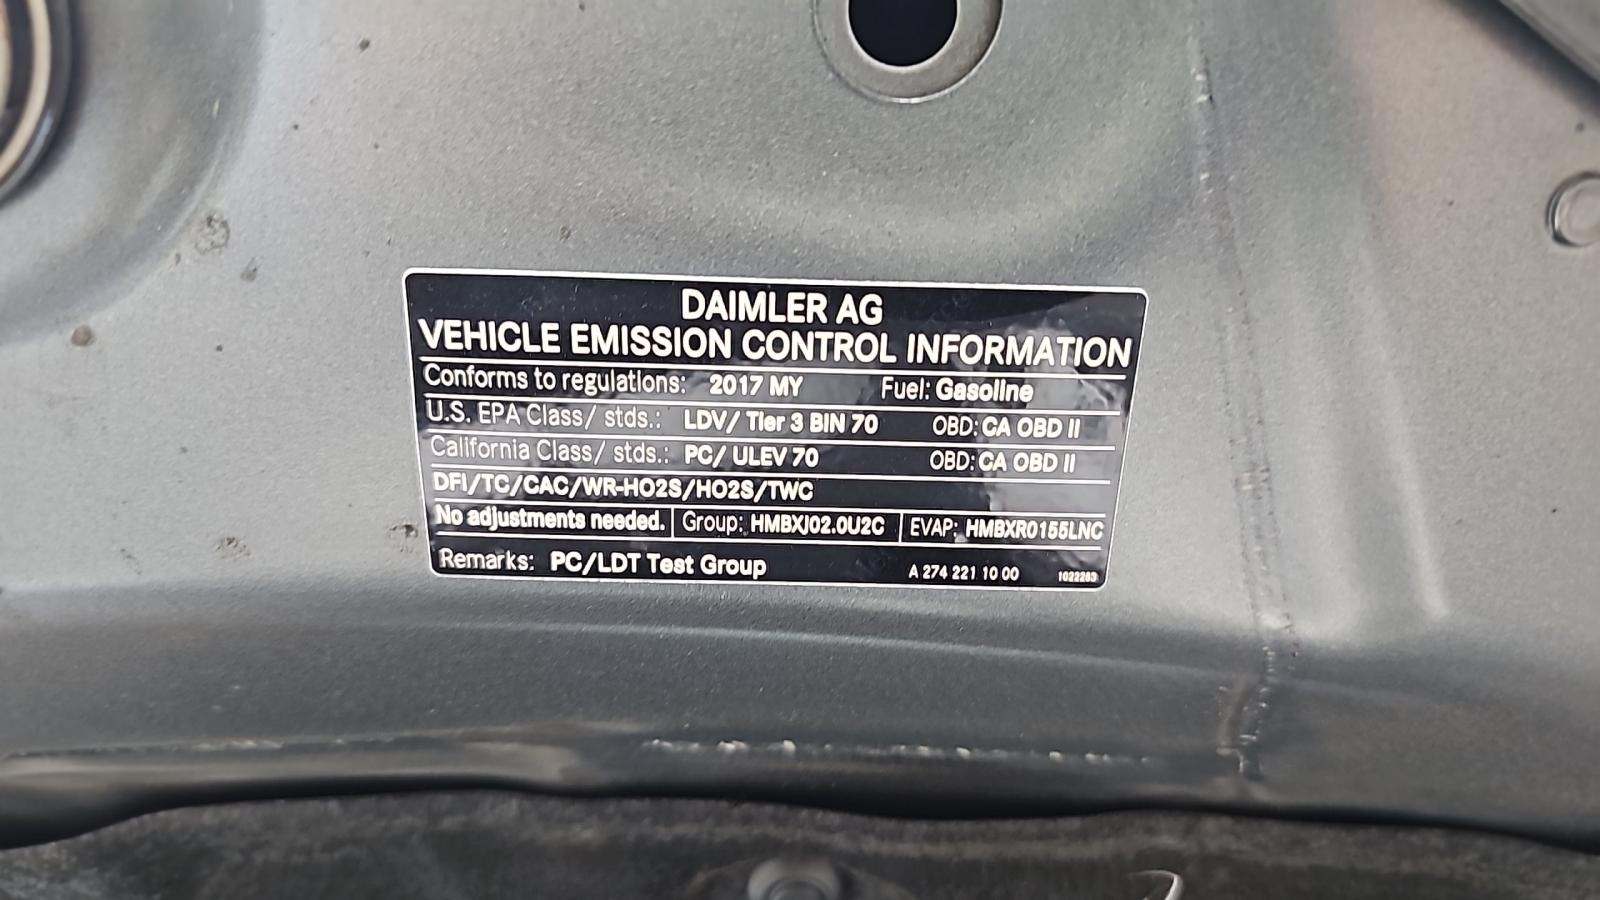 DAIMLER AG
VEHICLE EMISSION CONTROL INFORMATION
Conforms to regulations: 2017 MY Fuel: Gasoline
U.S. EPA Class/ stds.: LDV/ Tier 3 BIN 70 OBD: CA OBD II
California Class/ stds.: PC/ ULEV 70 OBD: CA OBD II
DFI/TC/CAC/WR-HO2S/HO2S/TWC
No adjustments needed. Group: HMBXJ02.0U2C EVAP: HMBXR0155LNC
Remarks: PC/LDT Test Group A 274 221 10 00 1022263